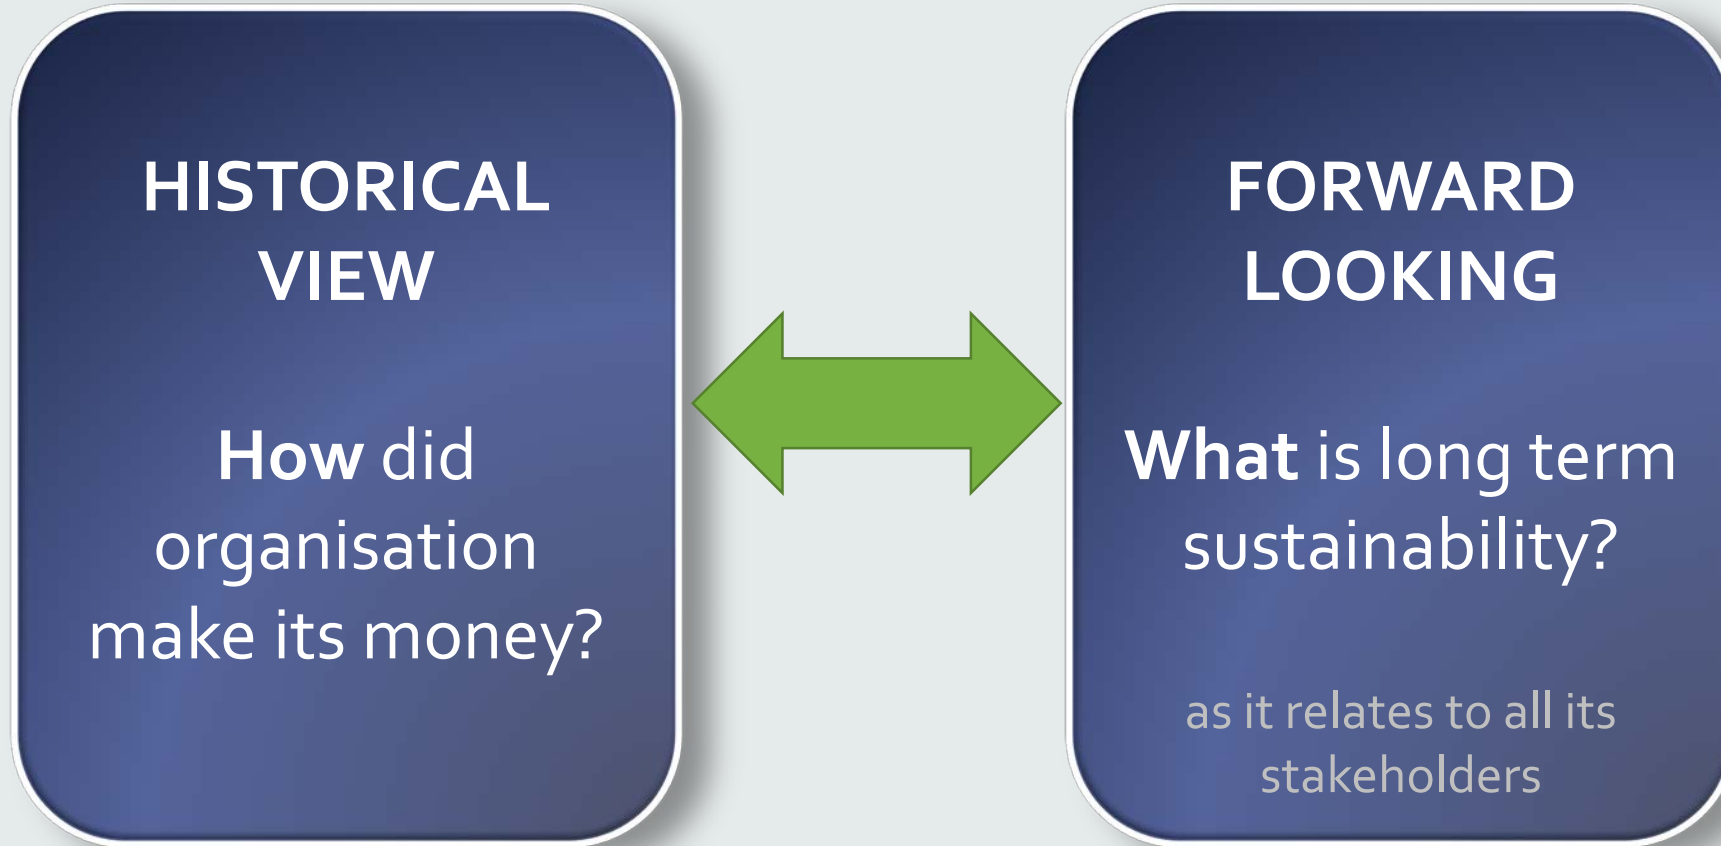 HISTORICAL
VIEW
How did
organisation
make its money?
FORWARD
LOOKING
What is long term
sustainability?
as it relates to all its
stakeholders